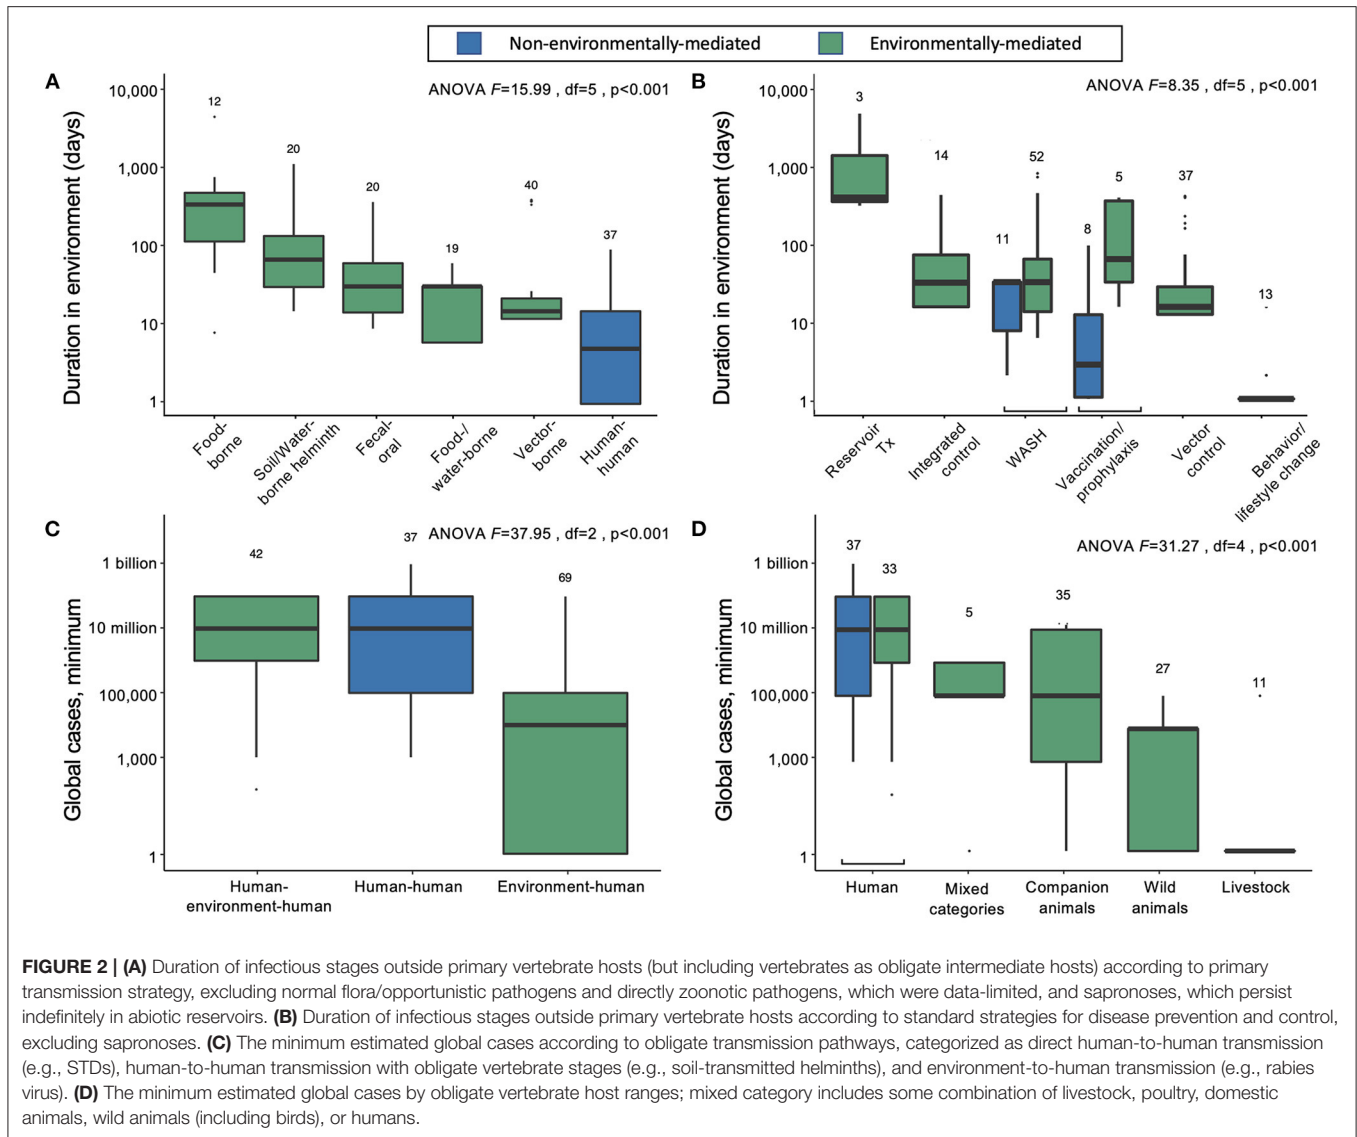 Non-environmentally-mediated
Environmentally-mediated
A
ANOVA F=15.99 , df=5 , p<0.001
Duration in environment (days)
10,000
1,000
100
10
1
12
20
20
19
40
37
Food-
borne
Soil/Water-
borne helminth
Fecal-
oral
Food-/
water-borne
Vector-
borne
Human-
human
B
ANOVA F=8.35 , df=5 , p<0.001
Duration in environment (days)
10,000
1,000
100
10
1
3
14
11
52
8
5
37
13
Reservoir
Tx
Integrated
control
WASH
Vaccination/
prophylaxis
Vector
control
Behavior/
lifestyle change
C
ANOVA F=37.95 , df=2 , p<0.001
Global cases, minimum
1 billion
10 million
100,000
1,000
1
42
37
69
Human-
environment-human
Human-human
Environment-human
D
ANOVA F=31.27 , df=4 , p<0.001
Global cases, minimum
1 billion
10 million
100,000
1,000
1
37
33
5
35
27
11
Human
Mixed
categories
Companion
animals
Wild
animals
Livestock
FIGURE 2 | (A) Duration of infectious stages outside primary vertebrate hosts (but including vertebrates as obligate intermediate hosts) according to primary
transmission strategy, excluding normal flora/opportunistic pathogens and directly zoonotic pathogens, which were data-limited, and sapronoses, which persist
indefinitely in abiotic reservoirs. (B) Duration of infectious stages outside primary vertebrate hosts according to standard strategies for disease prevention and control,
excluding sapronoses. (C) The minimum estimated global cases according to obligate transmission pathways, categorized as direct human-to-human transmission
(e.g., STDs), human-to-human transmission with obligate vertebrate stages (e.g., soil-transmitted helminths), and environment-to-human transmission (e.g., rabies
virus). (D) The minimum estimated global cases by obligate vertebrate host ranges; mixed category includes some combination of livestock, poultry, domestic
animals, wild animals (including birds), or humans.